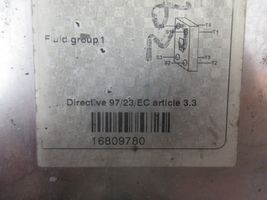 Fluid group 1
Directive 97/23/EC article 3.3
16809780